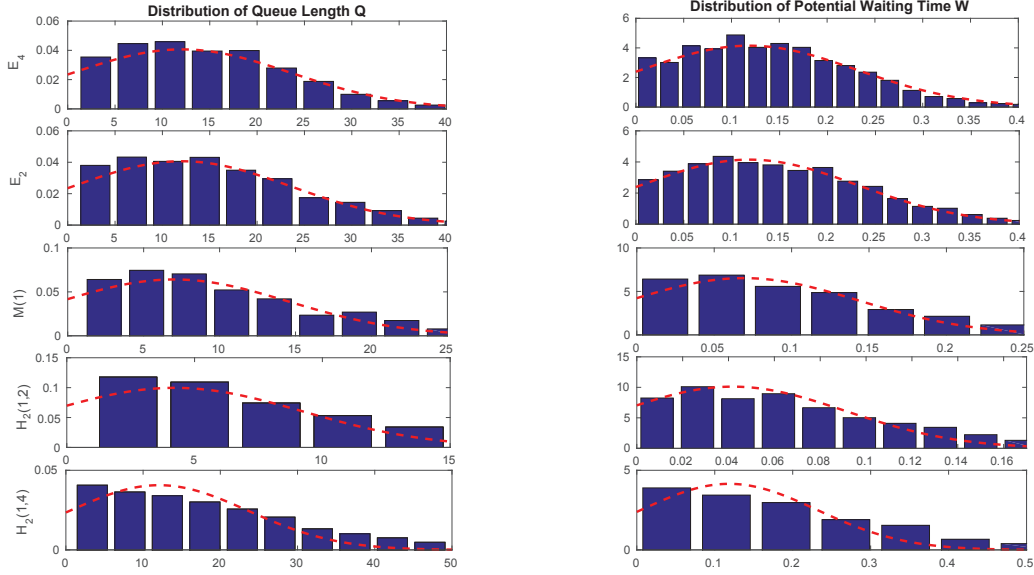 Distribution of Queue Length Q
0.06
0.04
0.02
0
E4
0 5 10 15 20 25 30 35 40
0.06
0.04
0.02
0
E2
0 5 10 15 20 25 30 35 40
0.1
0.05
0
M(1)
0 5 10 15 20 25
0.15
0.1
0.05
0
H2(1,2)
0 5 10 15
0.05
0
H2(1,4)
0 10 20 30 40 50
Distribution of Potential Waiting Time W
6
4
2
0
0 0.05 0.1 0.15 0.2 0.25 0.3 0.35 0.4
6
4
2
0
0 0.05 0.1 0.15 0.2 0.25 0.3 0.35 0.4
10
5
0
0 0.05 0.1 0.15 0.2 0.25
15
10
5
0
0 0.02 0.04 0.06 0.08 0.1 0.12 0.14 0.16
5
0
0 0.1 0.2 0.3 0.4 0.5